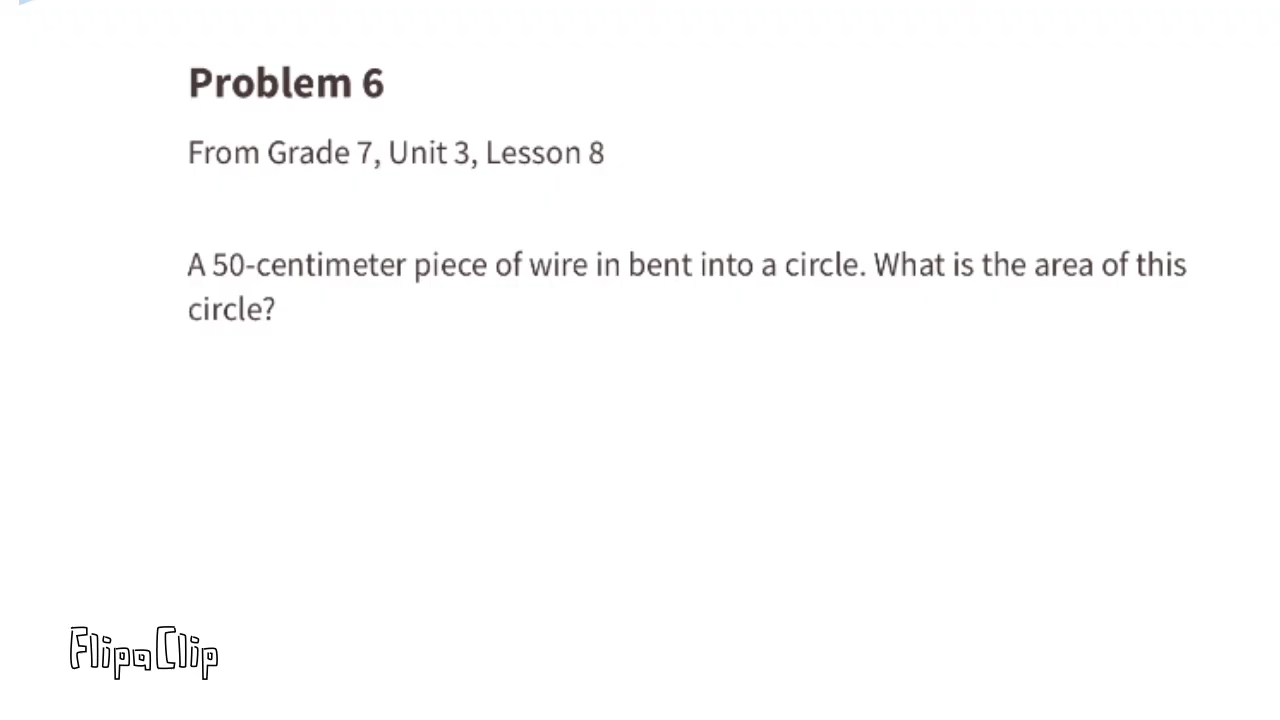 Problem 6
From Grade 7, Unit 3, Lesson 8
A 50-centimeter piece of wire in bent into a circle. What is the area of this
circle?
FlipaClip